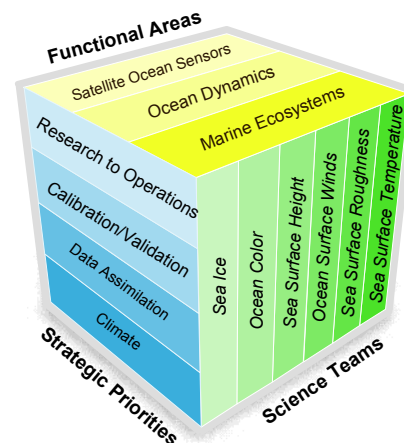 Functional Areas
Satellite Ocean Sensors
Ocean Dynamics
Marine Ecosystems
Research to Operations
Calibration/Validation
Data Assimilation
Climate
Strategic Priorities
Sea Ice
Ocean Color
Sea Surface Height
Ocean Surface Winds
Sea Surface Roughness
Sea Surface Temperature
Science Teams